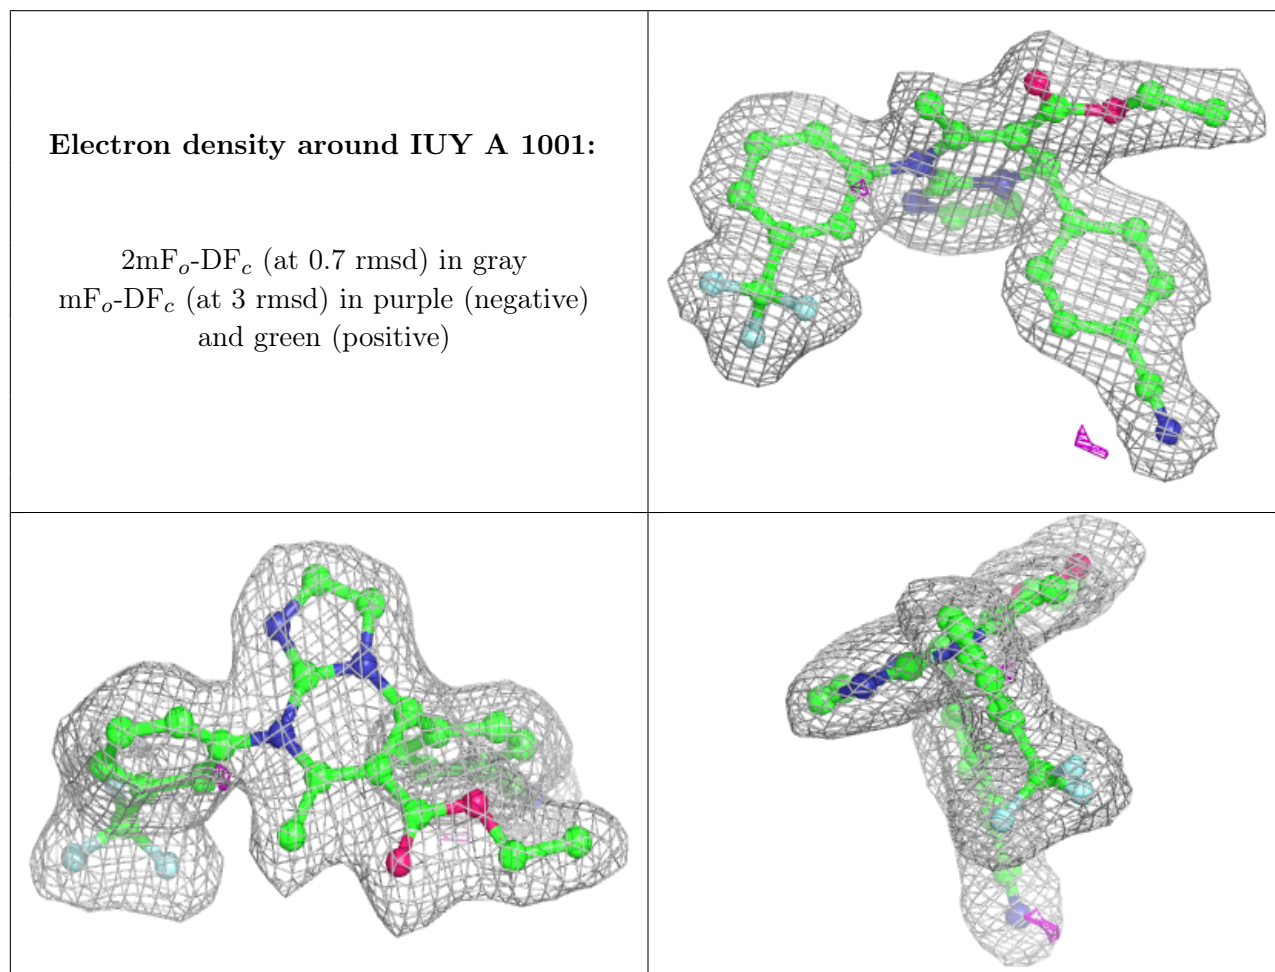 Electron density around IUY A 1001:
2mFo-DFc (at 0.7 rmsd) in gray
mFo-DFc (at 3 rmsd) in purple (negative)
and green (positive)